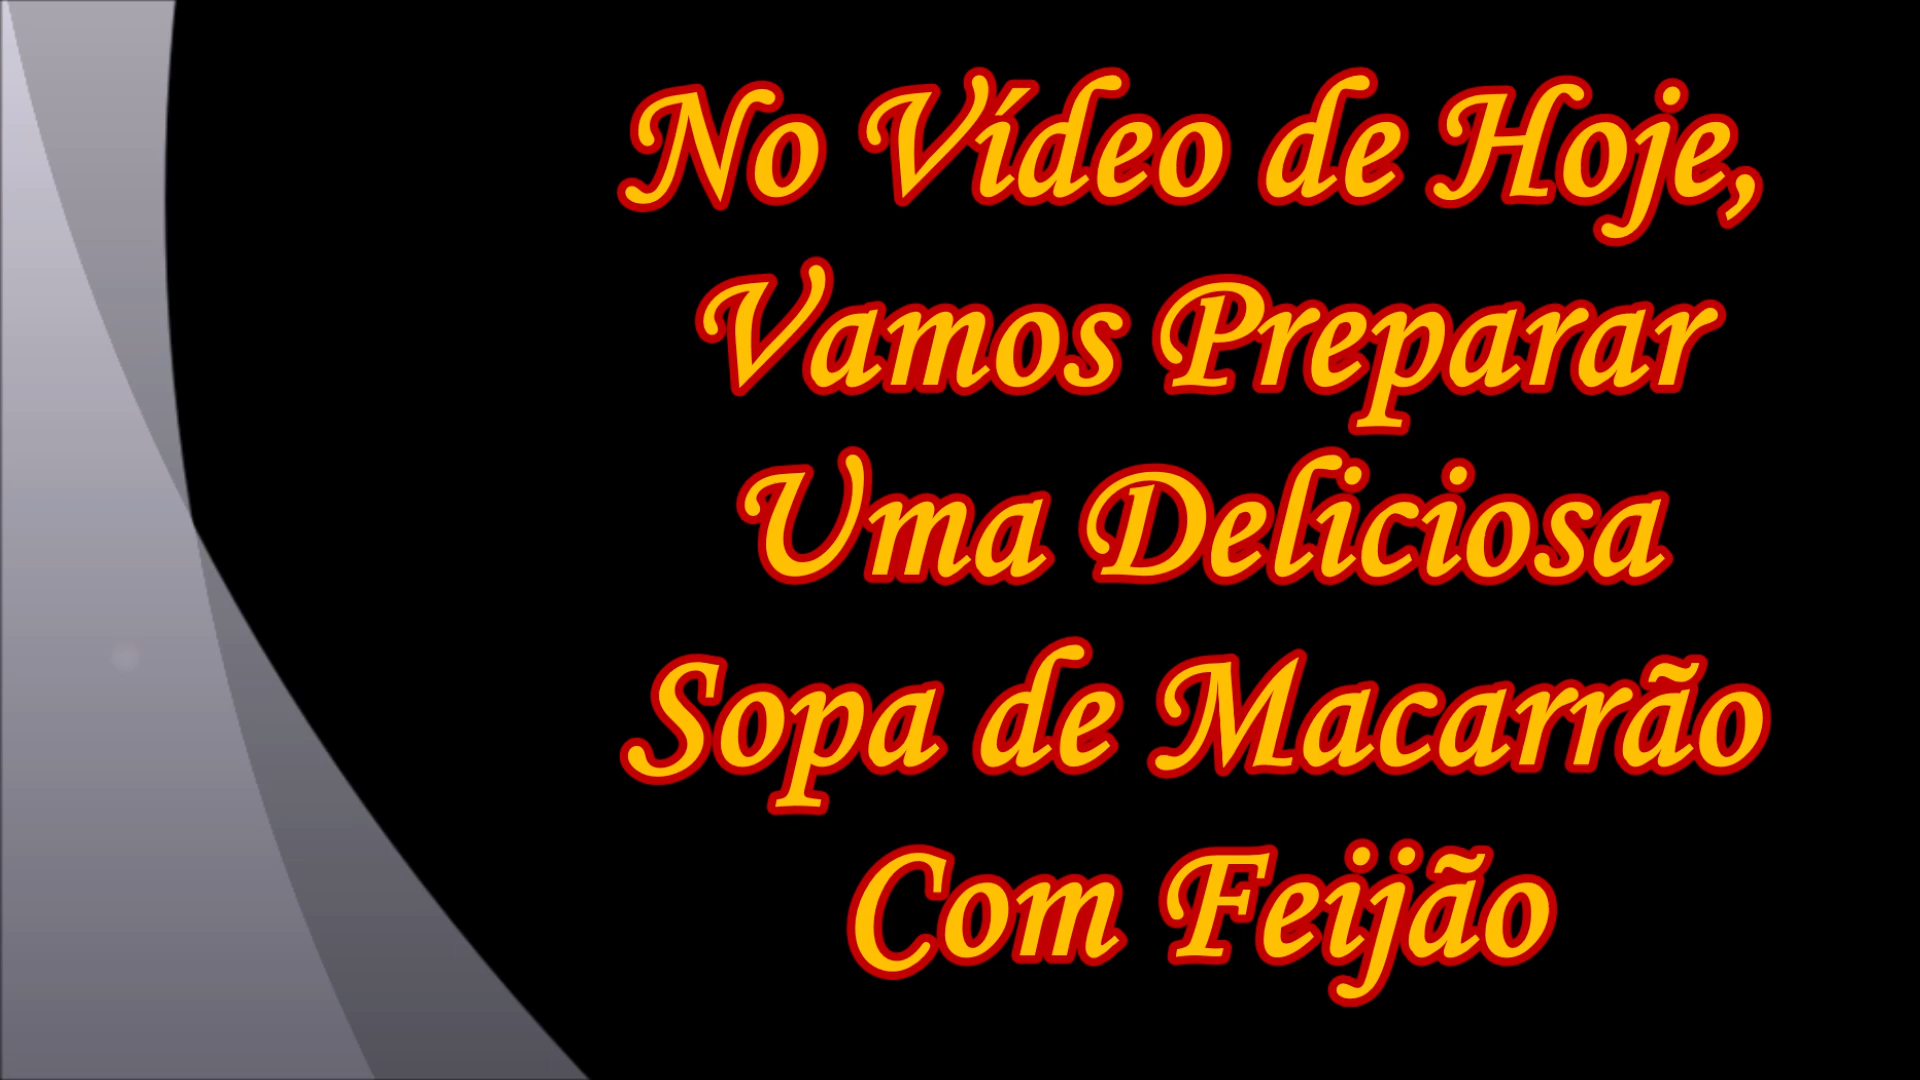 No Vídeo de Hoje,
Vamos Preparar
Uma Deliciosa
Sopa de Macarrão
Com Feijão